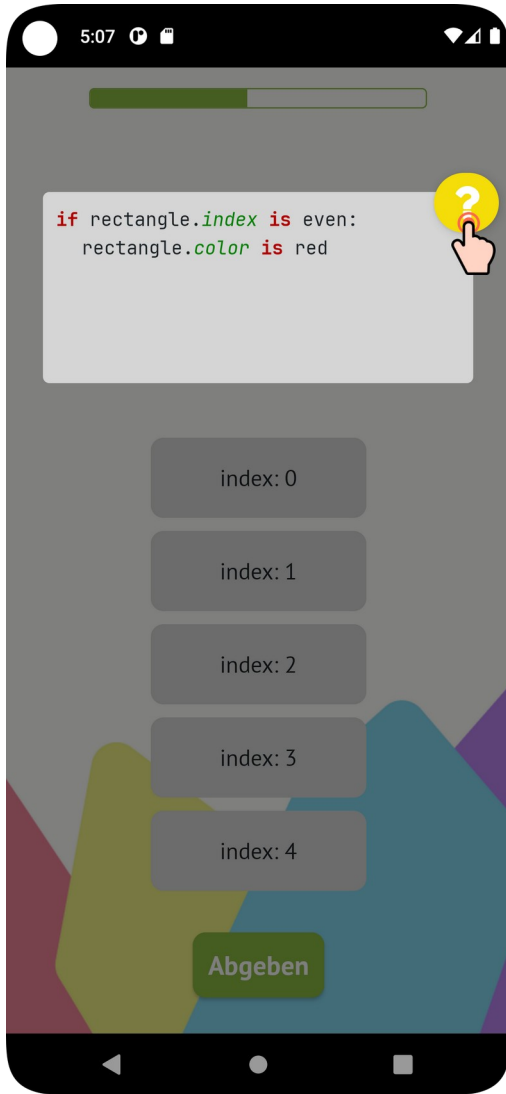 5:07
?
if rectangle.index is even:
rectangle.color is red
index: 0
index: 1
index: 2
index: 3
index: 4
Abgeben